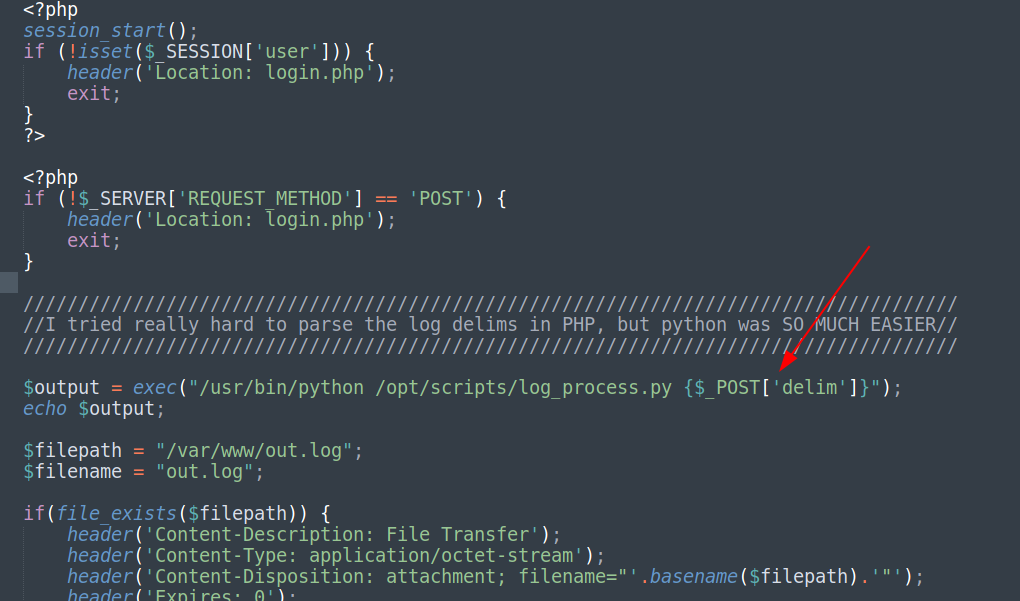 <?php
session_start();
if (!isset($_SESSION['user'])) {
    header('Location: login.php');
    exit;
}
?>

<?php
if (!$_SERVER['REQUEST_METHOD'] == 'POST') {
    header('Location: login.php');
    exit;
}

/////////////////////////////////////////////////////////////////////////////////////
//I tried really hard to parse the log delims in PHP, but python was SO MUCH EASIER//
/////////////////////////////////////////////////////////////////////////////////////

$output = exec("/usr/bin/python /opt/scripts/log_process.py {$_POST['delim']}");
echo $output;

$filepath = "/var/www/out.log";
$filename = "out.log";

if(file_exists($filepath)) {
    header('Content-Description: File Transfer');
    header('Content-Type: application/octet-stream');
    header('Content-Disposition: attachment; filename="'.basename($filepath).'"');
    header('Expires: 0');